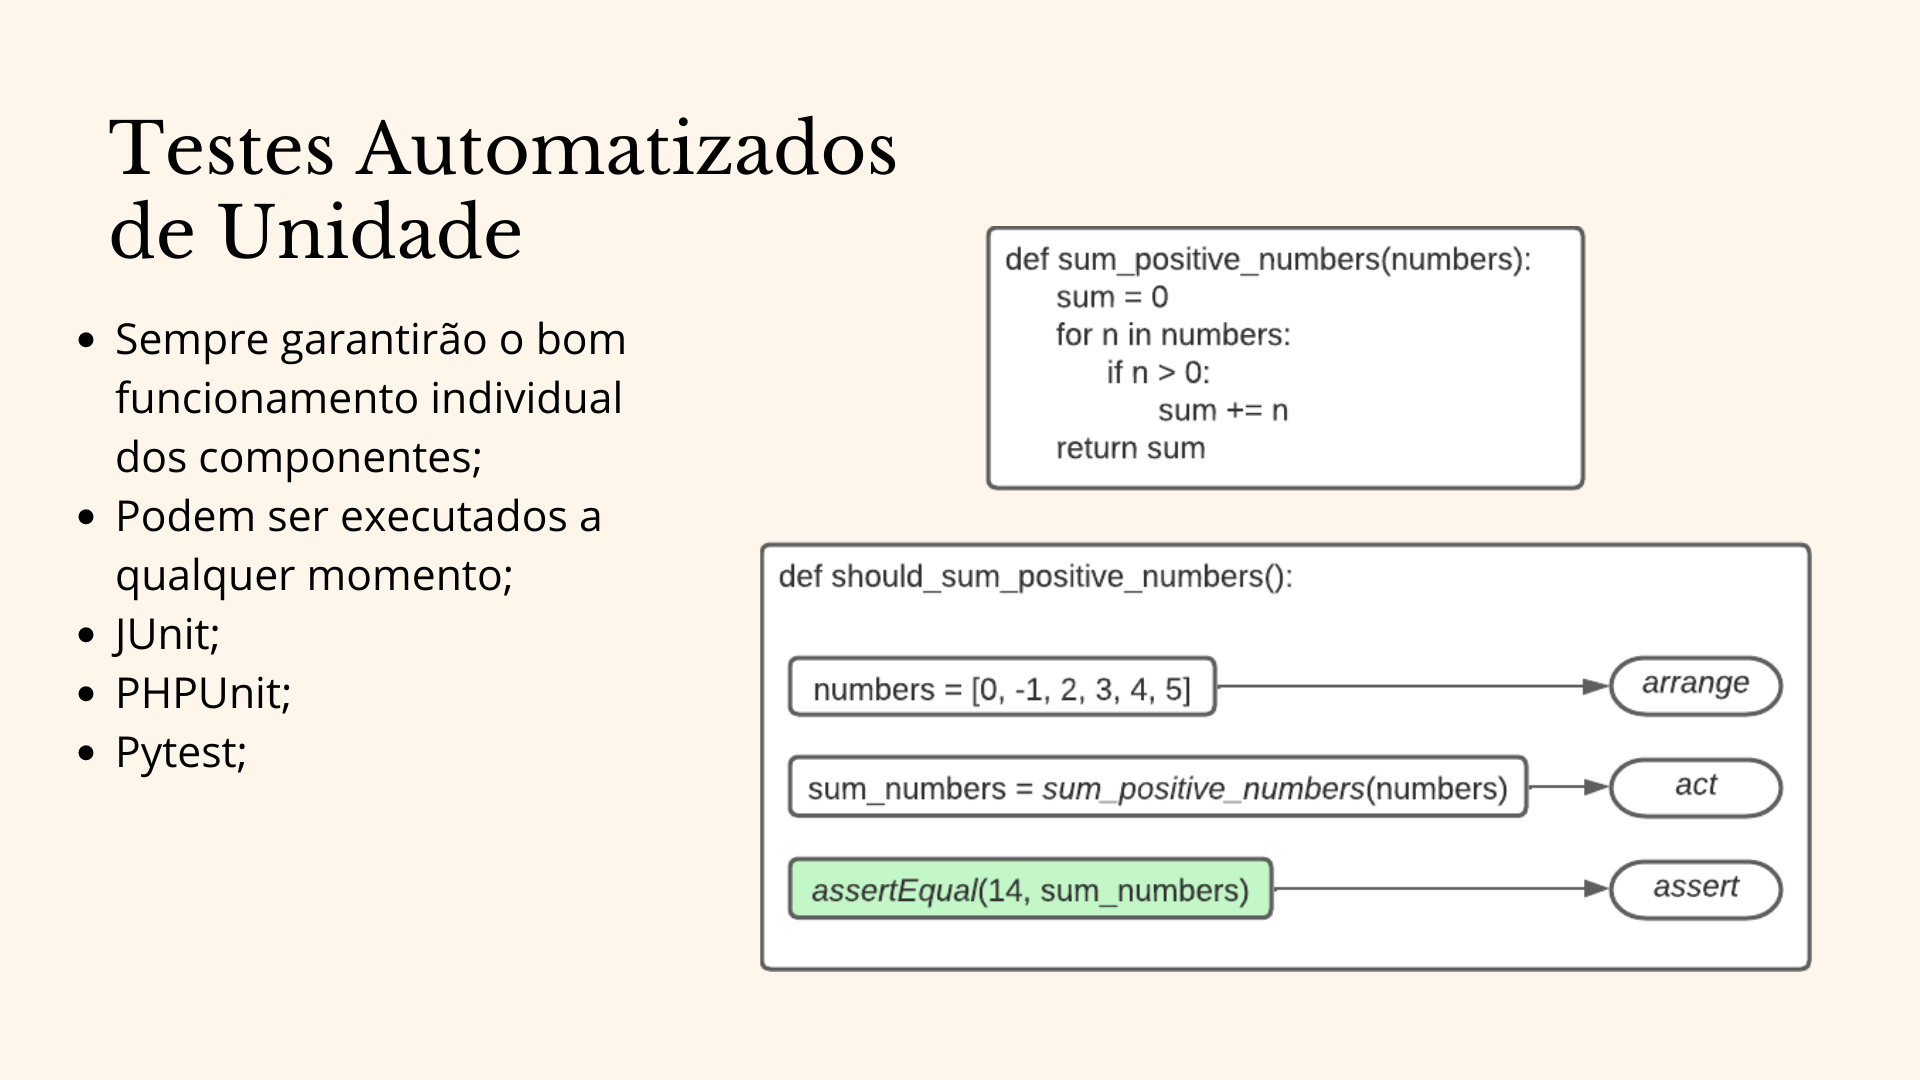 Testes Automatizados
de Unidade
• Sempre garantirão o bom
funcionamento individual
dos componentes;
• Podem ser executados a
qualquer momento;
• JUnit;
• PHPUnit;
• Pytest;
def sum_positive_numbers(numbers):
sum = 0
for n in numbers:
if n > 0:
sum += n
return sum
def should_sum_positive_numbers():
numbers = [0, -1, 2, 3, 4, 5]
arrange
sum_numbers = sum_positive_numbers(numbers)
act
assertEqual(14, sum_numbers)
assert